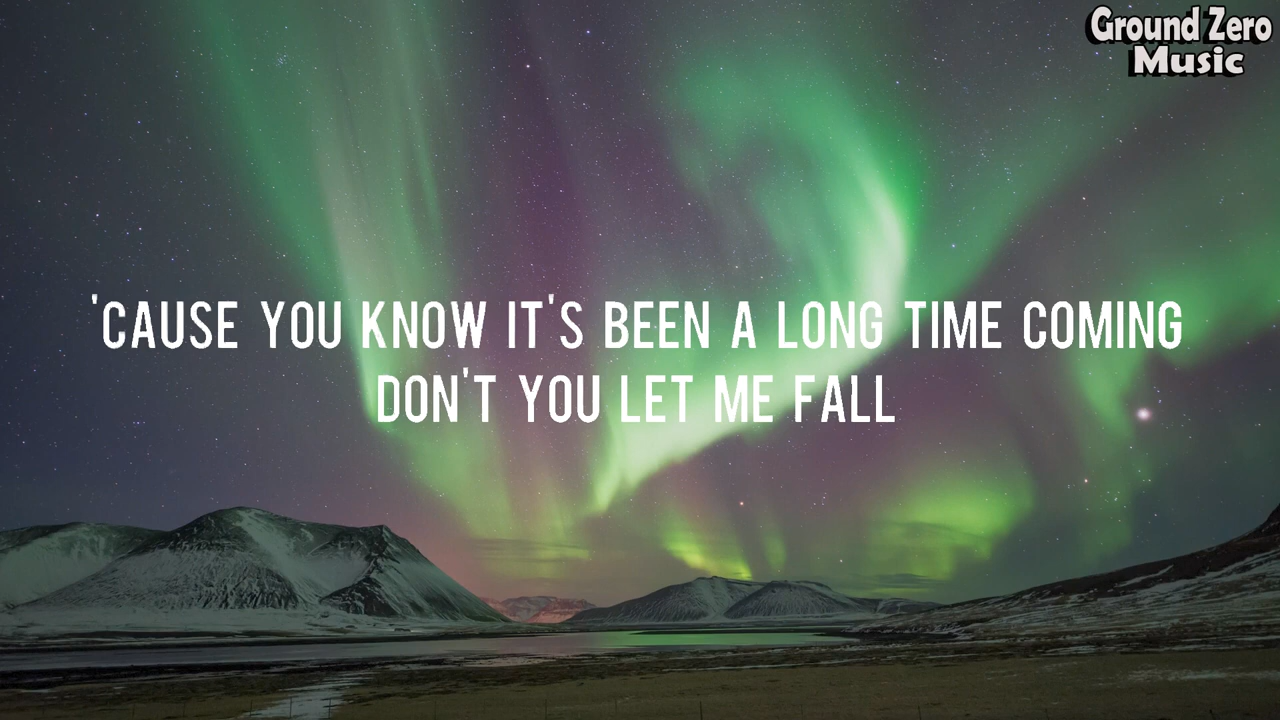 Ground Zero
Music
'CAUSE YOU KNOW IT'S BEEN A LONG TIME COMING
DON'T YOU LET ME FALL